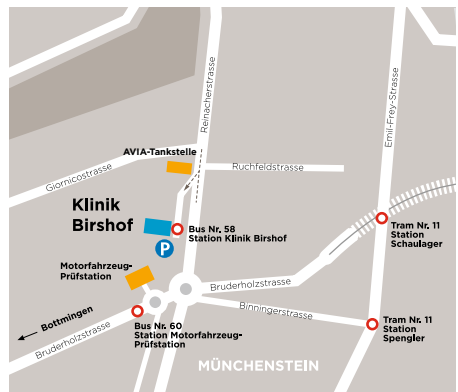 Reinacherstrasse
Emil-Frey-Strasse
AVIA-Tankstelle
Ruchfeldstrasse
Giornicostrasse
Klinik
Birshof
Bus Nr. 58
Station Klinik Birshof
P
Tram Nr. 11
Station
Schaulager
Motorfahrzeug-
Prüfstation
Bruderholzstrasse
Binningerstrasse
Bottmingen
Bruderholzstrasse
Bus Nr. 60
Station Motorfahrzeug-
Prüfstation
Tram Nr. 11
Station
Spengler
MÜNCHENSTEIN